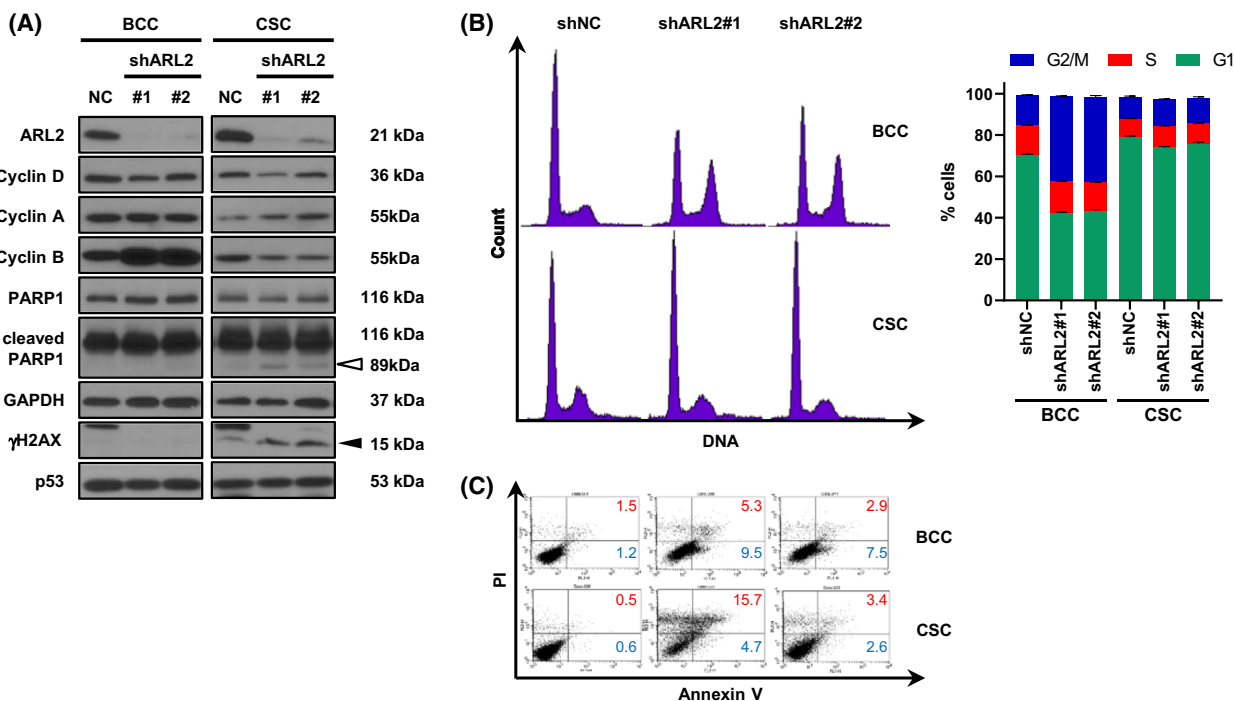 (A)
BCC
CSC
shARL2
shARL2
NC #1 #2 NC #1 #2
ARL2 21 kDa
Cyclin D 36 kDa
Cyclin A 55kDa
Cyclin B 55kDa
PARP1 116 kDa
cleaved 116 kDa
PARP1 89kDa
GAPDH 37 kDa
γH2AX 15 kDa
p53 53 kDa
(B)
shNC shARL2#1 shARL2#2
BCC
CSC
Count
DNA
G2/M S G1
% cells
100
80
60
40
20
0
shNC
shARL2#1
shARL2#2
shNC
shARL2#1
shARL2#2
BCC CSC
(C)
1.5 5.3 2.9
BCC
1.2 9.5 7.5
0.5 15.7 3.4
CSC
0.6 4.7 2.6
PI
Annexin V